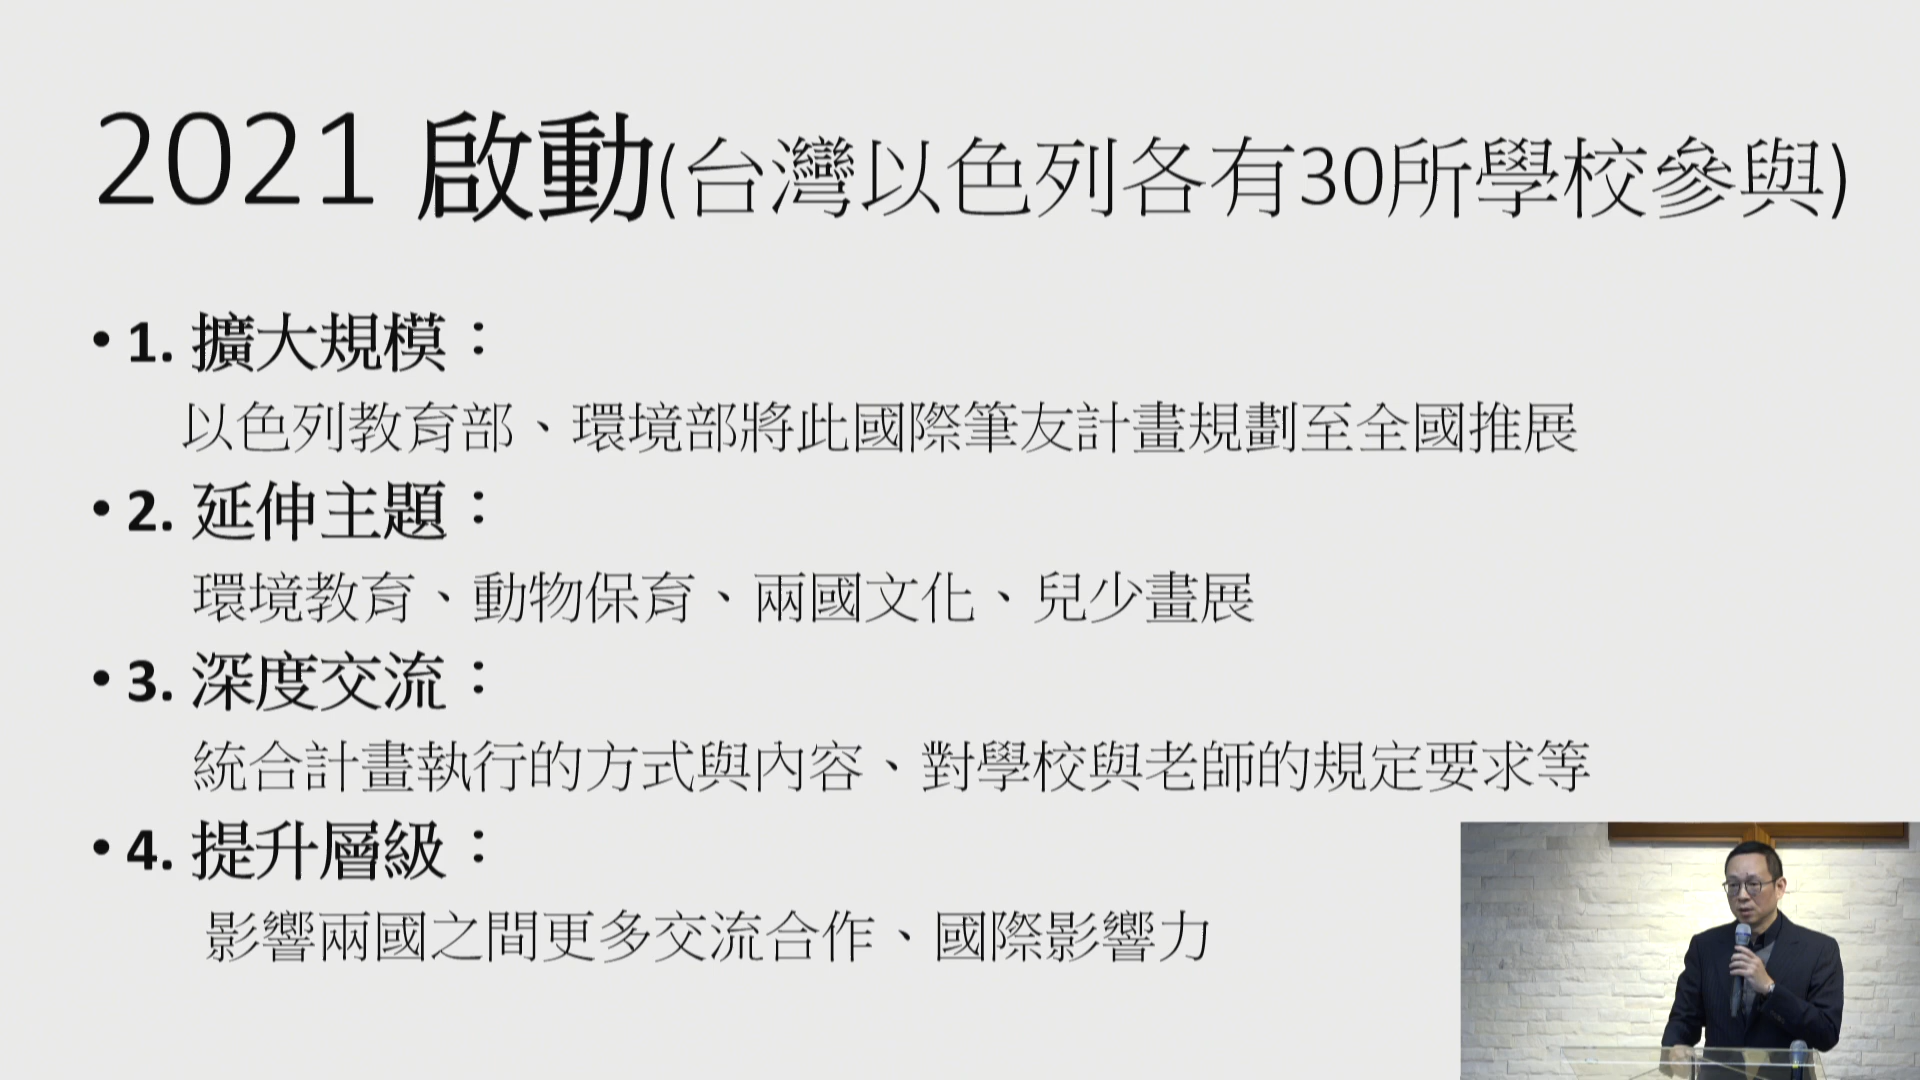 2021 啟動(台灣以色列各有30所學校參與)
• 1. 擴大規模：
以色列教育部、環境部將此國際筆友計畫規劃至全國推展
• 2. 延伸主題：
環境教育、動物保育、兩國文化、兒少畫展
• 3. 深度交流：
統合計畫執行的方式與內容、對學校與老師的規定要求等
• 4. 提升層級：
影響兩國之間更多交流合作、國際影響力